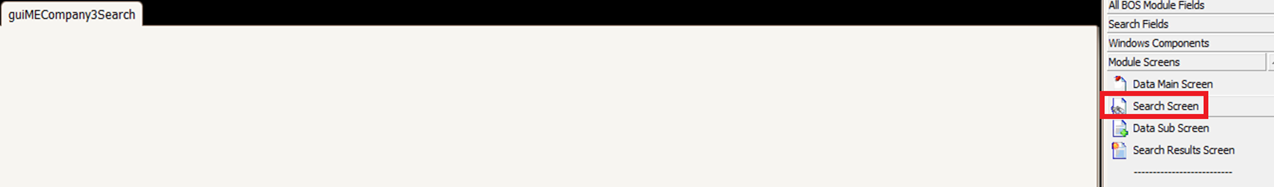 guiMECompany3Search
All BOS Module Fields
Search Fields
Windows Components
Module Screens
Data Main Screen
Search Screen
Data Sub Screen
Search Results Screen
--------------------------